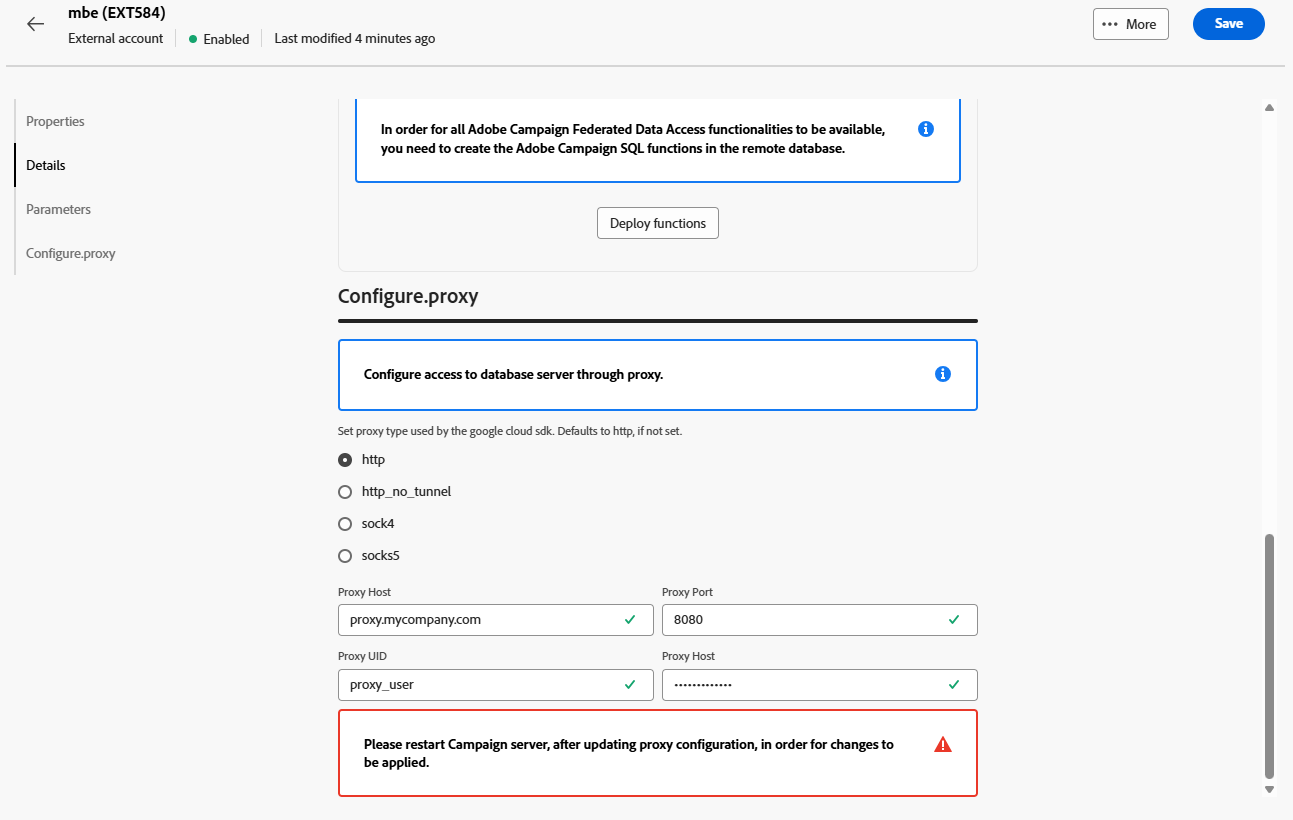 mbe (EXT584)
External account
Enabled
Last modified 4 minutes ago
More
Save
Properties
Details
Parameters
Configure.proxy
In order for all Adobe Campaign Federated Data Access functionalities to be available,
you need to create the Adobe Campaign SQL functions in the remote database.
Deploy functions
Configure.proxy
Configure access to database server through proxy.
Set proxy type used by the google cloud sdk. Defaults to http, if not set.
http
http_no_tunnel
sock4
socks5
Proxy Host
Proxy Port
proxy.mycompany.com
8080
Proxy UID
Proxy Host
proxy_user
•••••••••••••
Please restart Campaign server, after updating proxy configuration, in order for changes to
be applied.